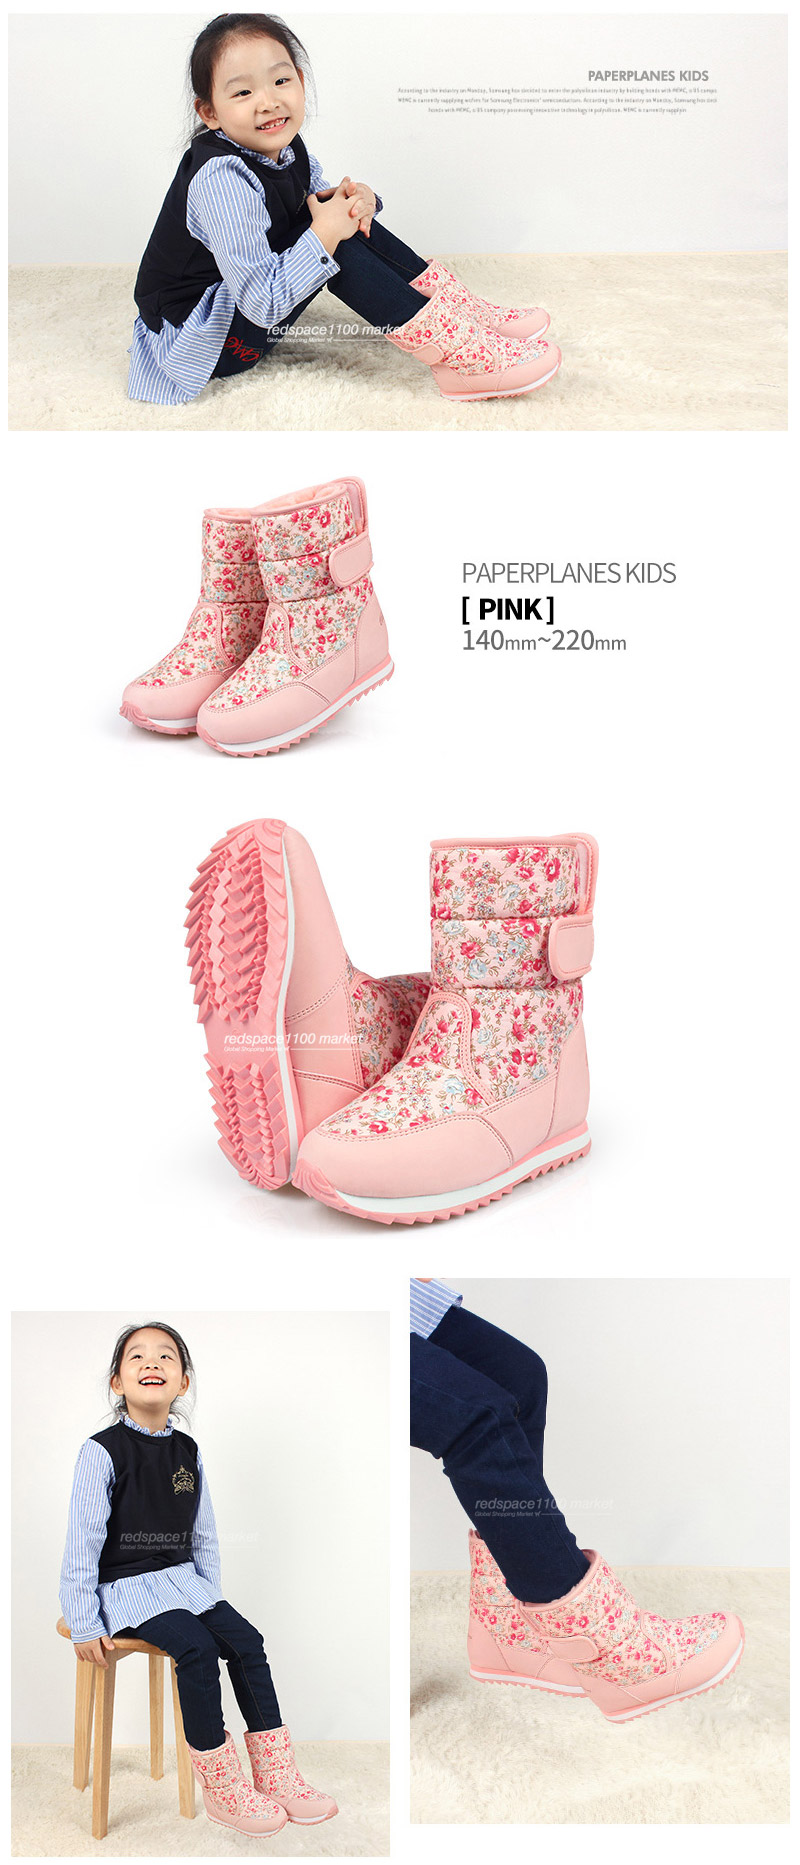 PAPERPLANES KIDS
According to the industry on Monday, Samsung has decided to enter the polysilicon industry by holding hands with MEMC, a US compa
MEMC is currently supplying wafers for Samsung Electronics' semiconductors. According to the industry on Monday, Samsung has decid
hands with MEMC, a US company possessing innovative technology in polysilicon. MEMC is currently supplyin
redspace1100 market
Global Shopping Market
PAPERPLANES KIDS
[ PINK ]
140mm~220mm
redspace1100 market
Global Shopping Market
redspace1100 market
Global Shopping Market
redspace1100 market
Global Shopping Market